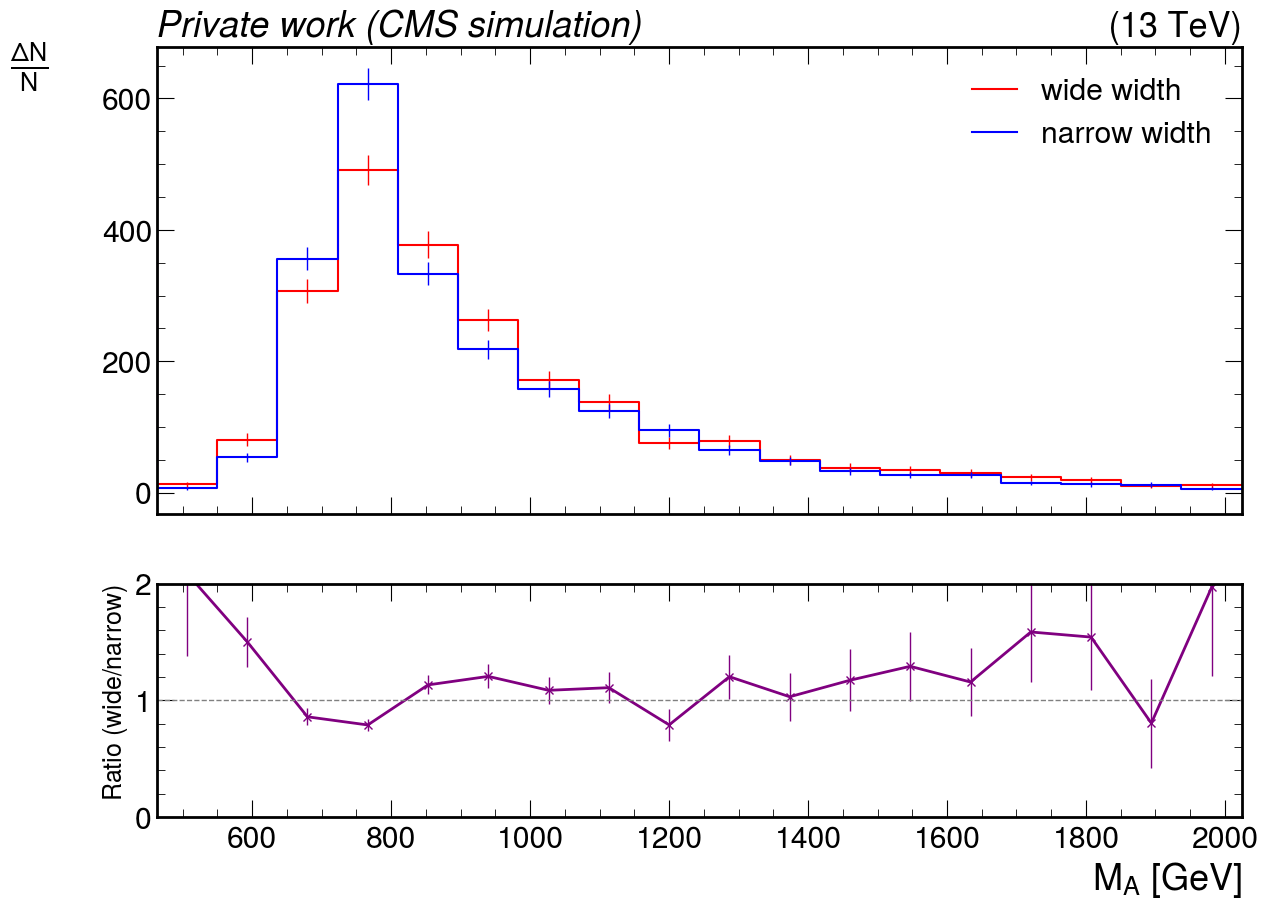 Private work (CMS simulation) (13 TeV)
ΔN
N
wide width
narrow width
600
400
200
0
Ratio (wide/narrow)
2
1
0
600 800 1000 1200 1400 1600 1800 2000
M_A [GeV]